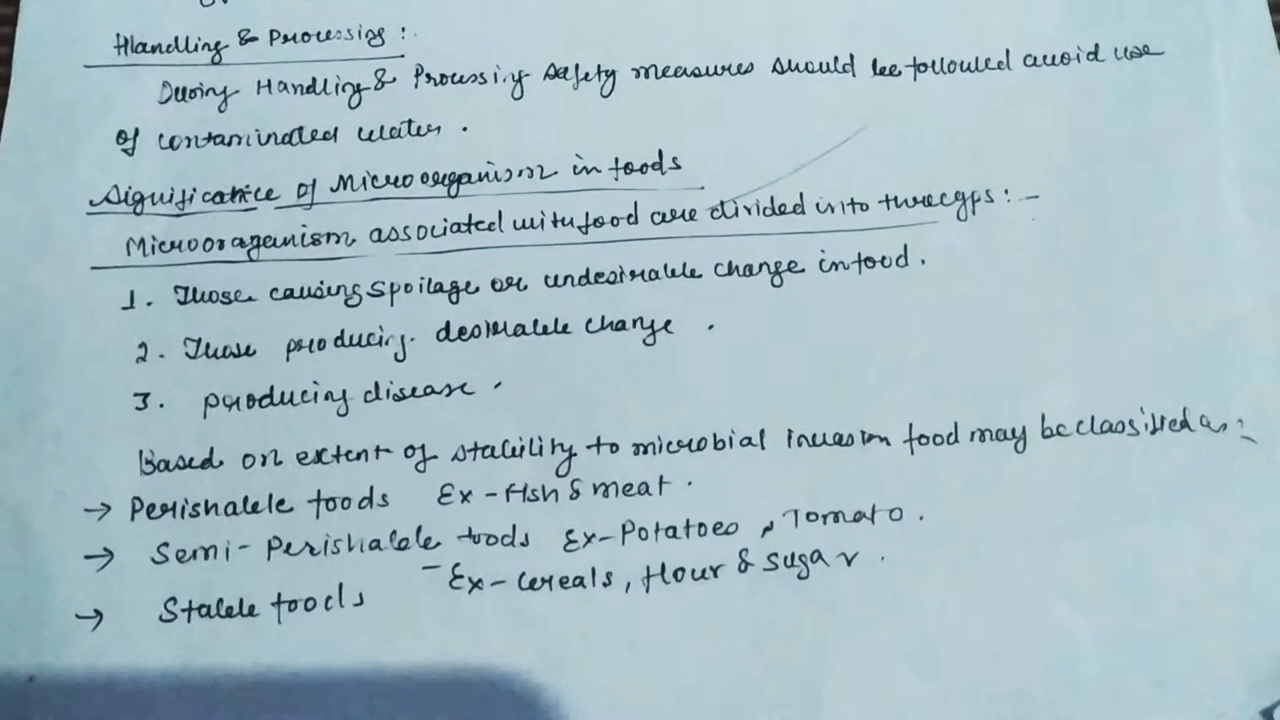 Handling & Processing :
During Handling & Processing safety measures should be followed avoid use
of contaminated water .
Significance of Microorganism in foods
Microoragenism associated with food are divided into three gps : -
1. Those causing spoilage or undesirable change in food .
2. Those producing desirable change .
3. producing disease .
Based on extent of stability to microbial invasion food may be classified as :-
→ Perishable foods Ex - Fish & meat .
→ Semi - Perishable foods Ex - Potatoes , Tomato .
→ Stable foods - Ex - Cereals , flour & sugar .